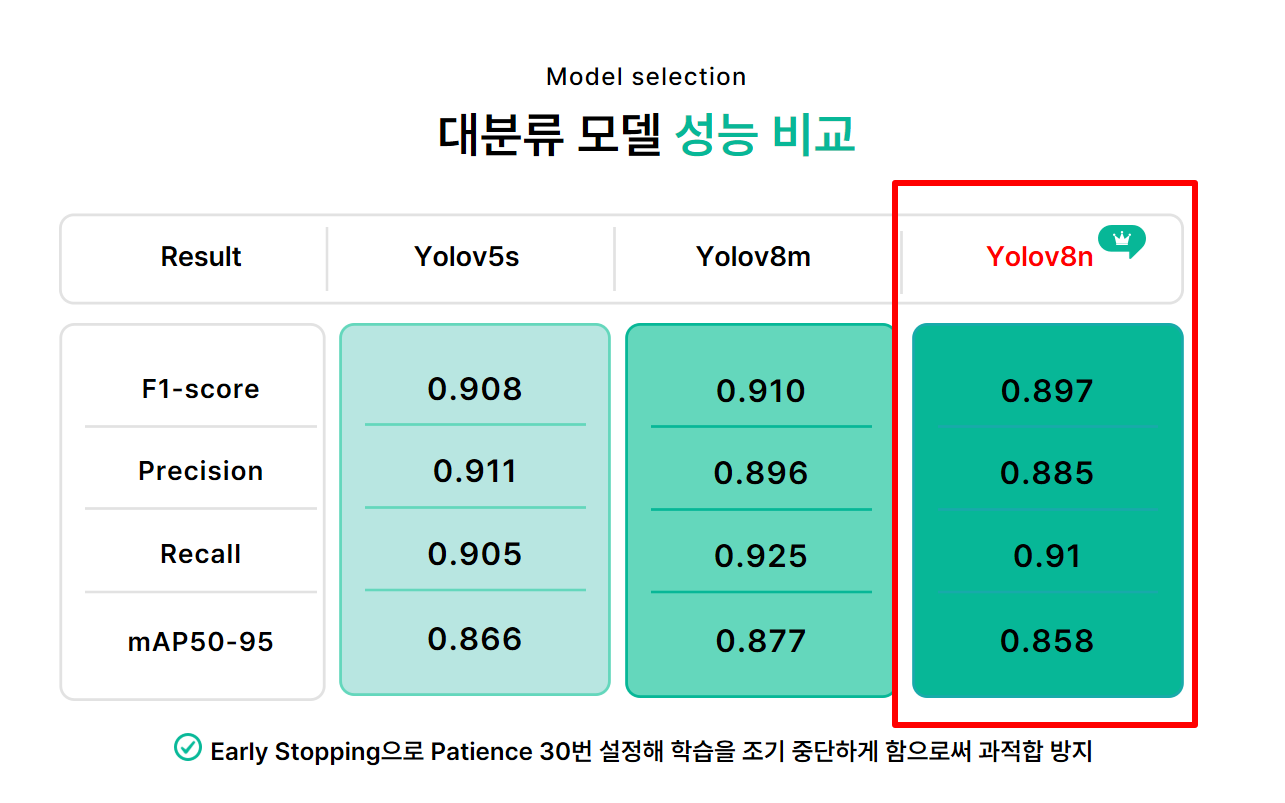 Model selection
대분류 모델 성능 비교
Result Yolov5s Yolov8m Yolov8n
F1-score 0.908 0.910 0.897
Precision 0.911 0.896 0.885
Recall 0.905 0.925 0.91
mAP50-95 0.866 0.877 0.858
Early Stopping으로 Patience 30번 설정해 학습을 조기 중단하게 함으로써 과적합 방지